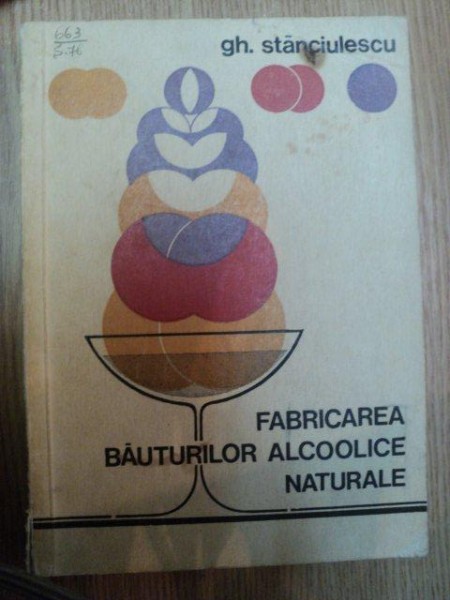 663
gh. stănciulescu
FABRICAREA
BĂUTURILOR ALCOOLICE
NATURALE